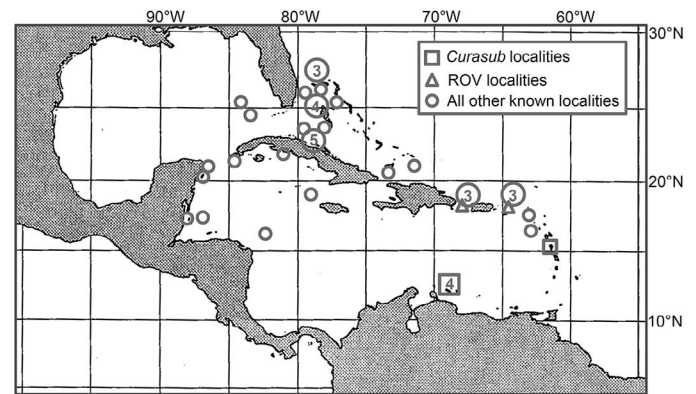 90°W 80°W 70°W 60°W
30°N
Curasub localities
ROV localities
All other known localities
3
4
5
20°N
3 3
4
10°N